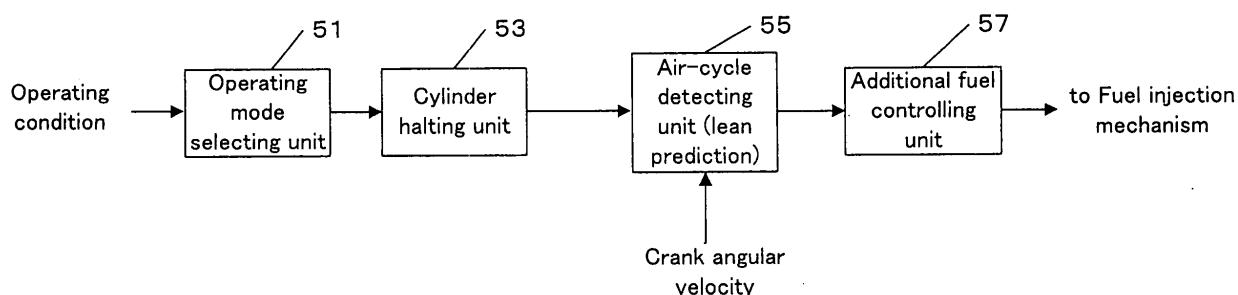 51
53
55
57
Operating
condition
Operating
mode
selecting unit
Cylinder
halting unit
Air-cycle
detecting
unit (lean
prediction)
Additional fuel
controlling
unit
to Fuel injection
mechanism
Crank angular
velocity